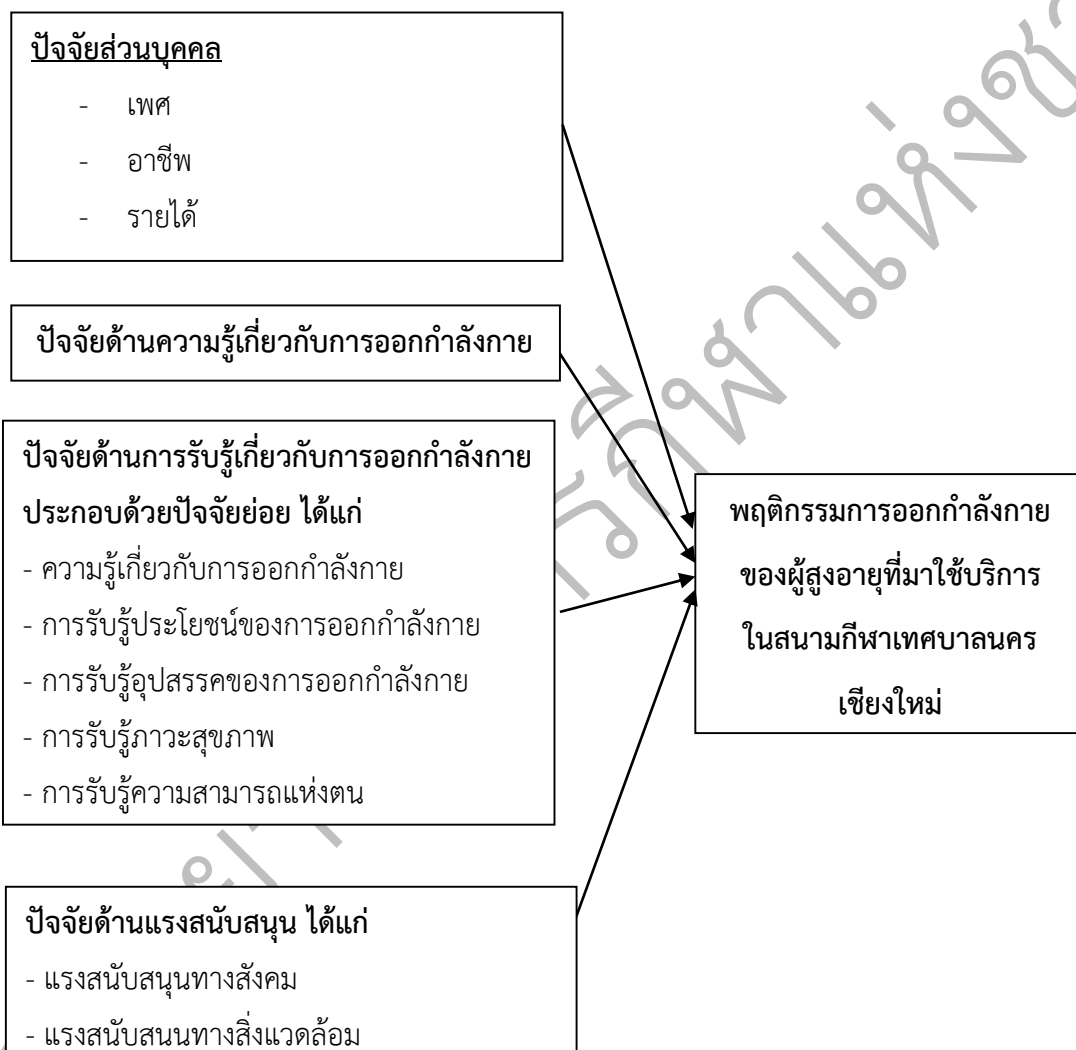 ปัจจัยส่วนบุคคล
- เพศ
- อาชีพ
- รายได้
ปัจจัยด้านความรู้เกี่ยวกับการออกกำลังกาย
ปัจจัยด้านการรับรู้เกี่ยวกับการออกกำลังกาย
ประกอบด้วยปัจจัยย่อย ได้แก่
- ความรู้เกี่ยวกับการออกกำลังกาย
- การรับรู้ประโยชน์ของการออกกำลังกาย
- การรับรู้อุปสรรคของการออกกำลังกาย
- การรับรู้ภาวะสุขภาพ
- การรับรู้ความสามารถแห่งตน
ปัจจัยด้านแรงสนับสนุน ได้แก่
- แรงสนับสนุนทางสังคม
- แรงสนับสนนทางสิ่งแวดล้อม
พฤติกรรมการออกกำลังกาย
ของผู้สูงอายุที่มาใช้บริการ
ในสนามกีฬาเทศบาลนคร
เชียงใหม่